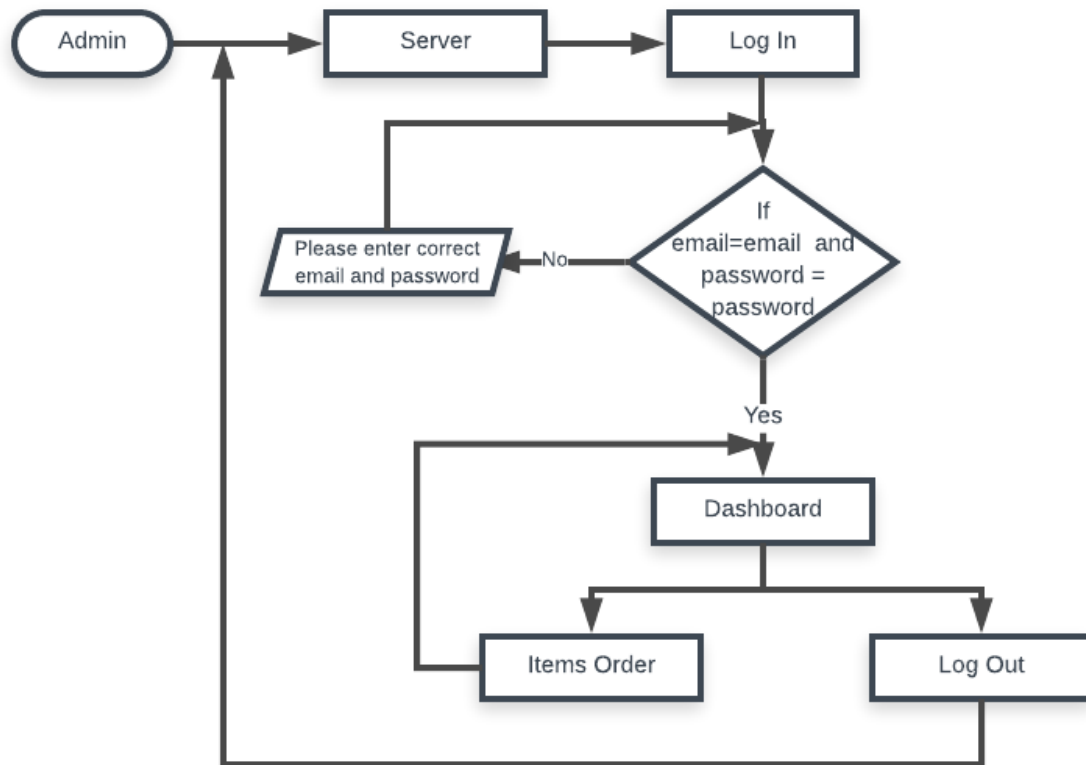 Admin
Server
Log In
If
email=email and
password =
password
Please enter correct
email and password
No
Yes
Dashboard
Items Order
Log Out